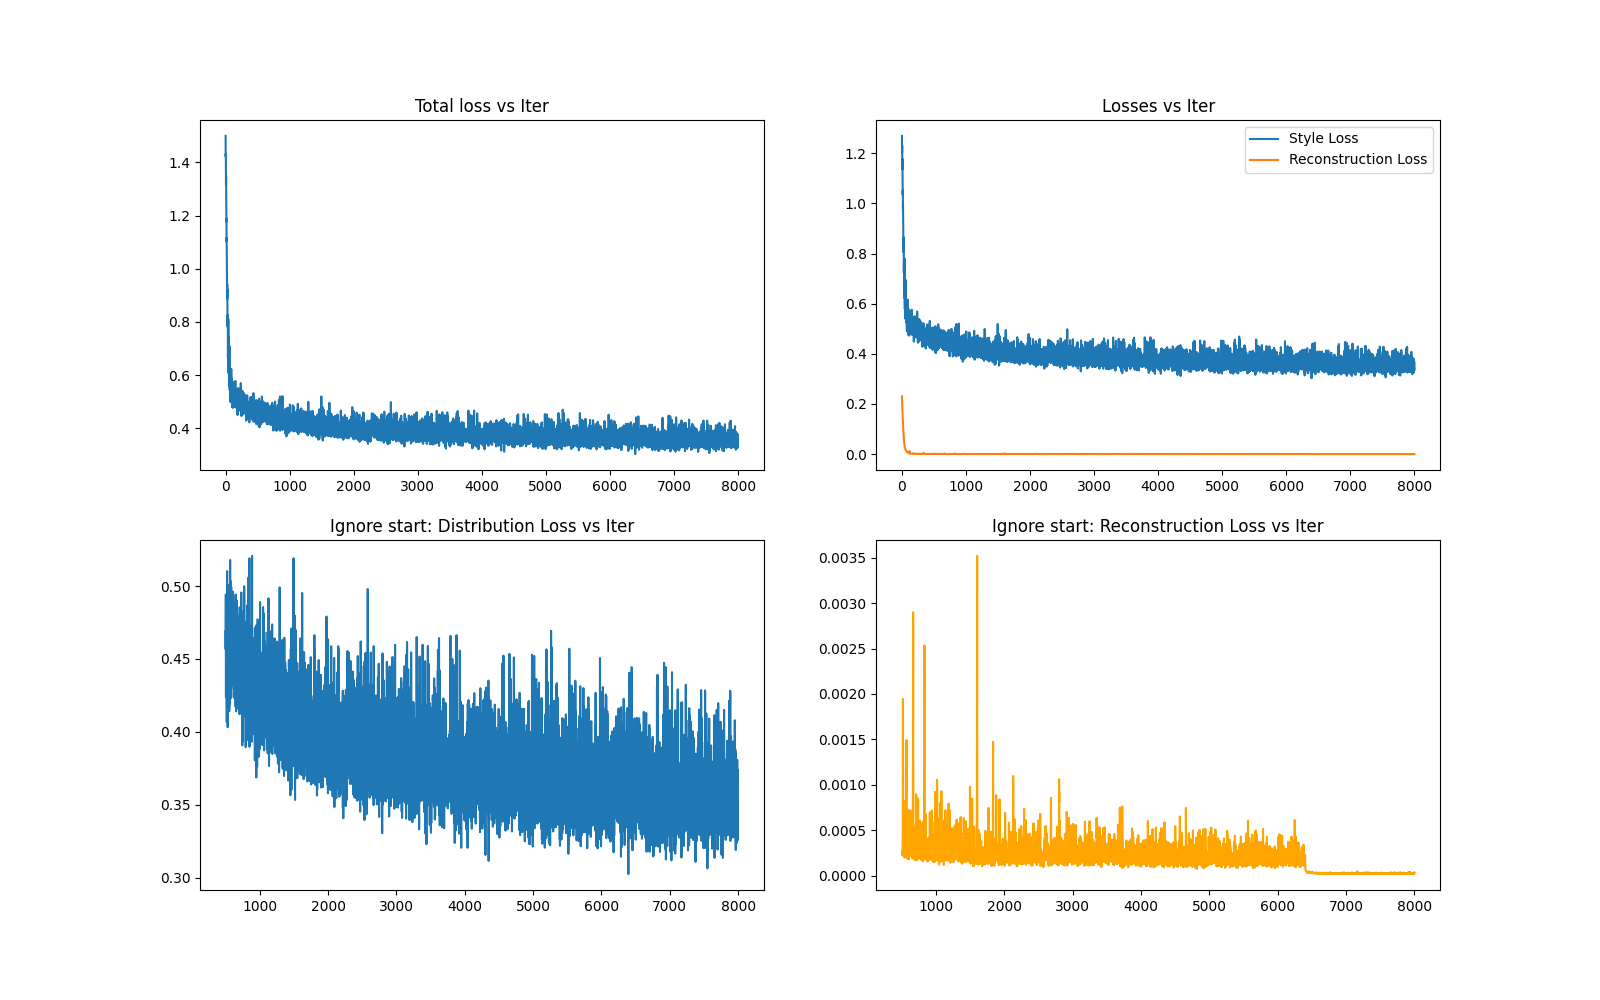 Total loss vs Iter
1.4
1.2
1.0
0.8
0.6
0.4
0 1000 2000 3000 4000 5000 6000 7000 8000
Losses vs Iter
Style Loss
Reconstruction Loss
1.2
1.0
0.8
0.6
0.4
0.2
0.0
0 1000 2000 3000 4000 5000 6000 7000 8000
Ignore start: Distribution Loss vs Iter
0.50
0.45
0.40
0.35
0.30
1000 2000 3000 4000 5000 6000 7000 8000
Ignore start: Reconstruction Loss vs Iter
0.0035
0.0030
0.0025
0.0020
0.0015
0.0010
0.0005
0.0000
1000 2000 3000 4000 5000 6000 7000 8000